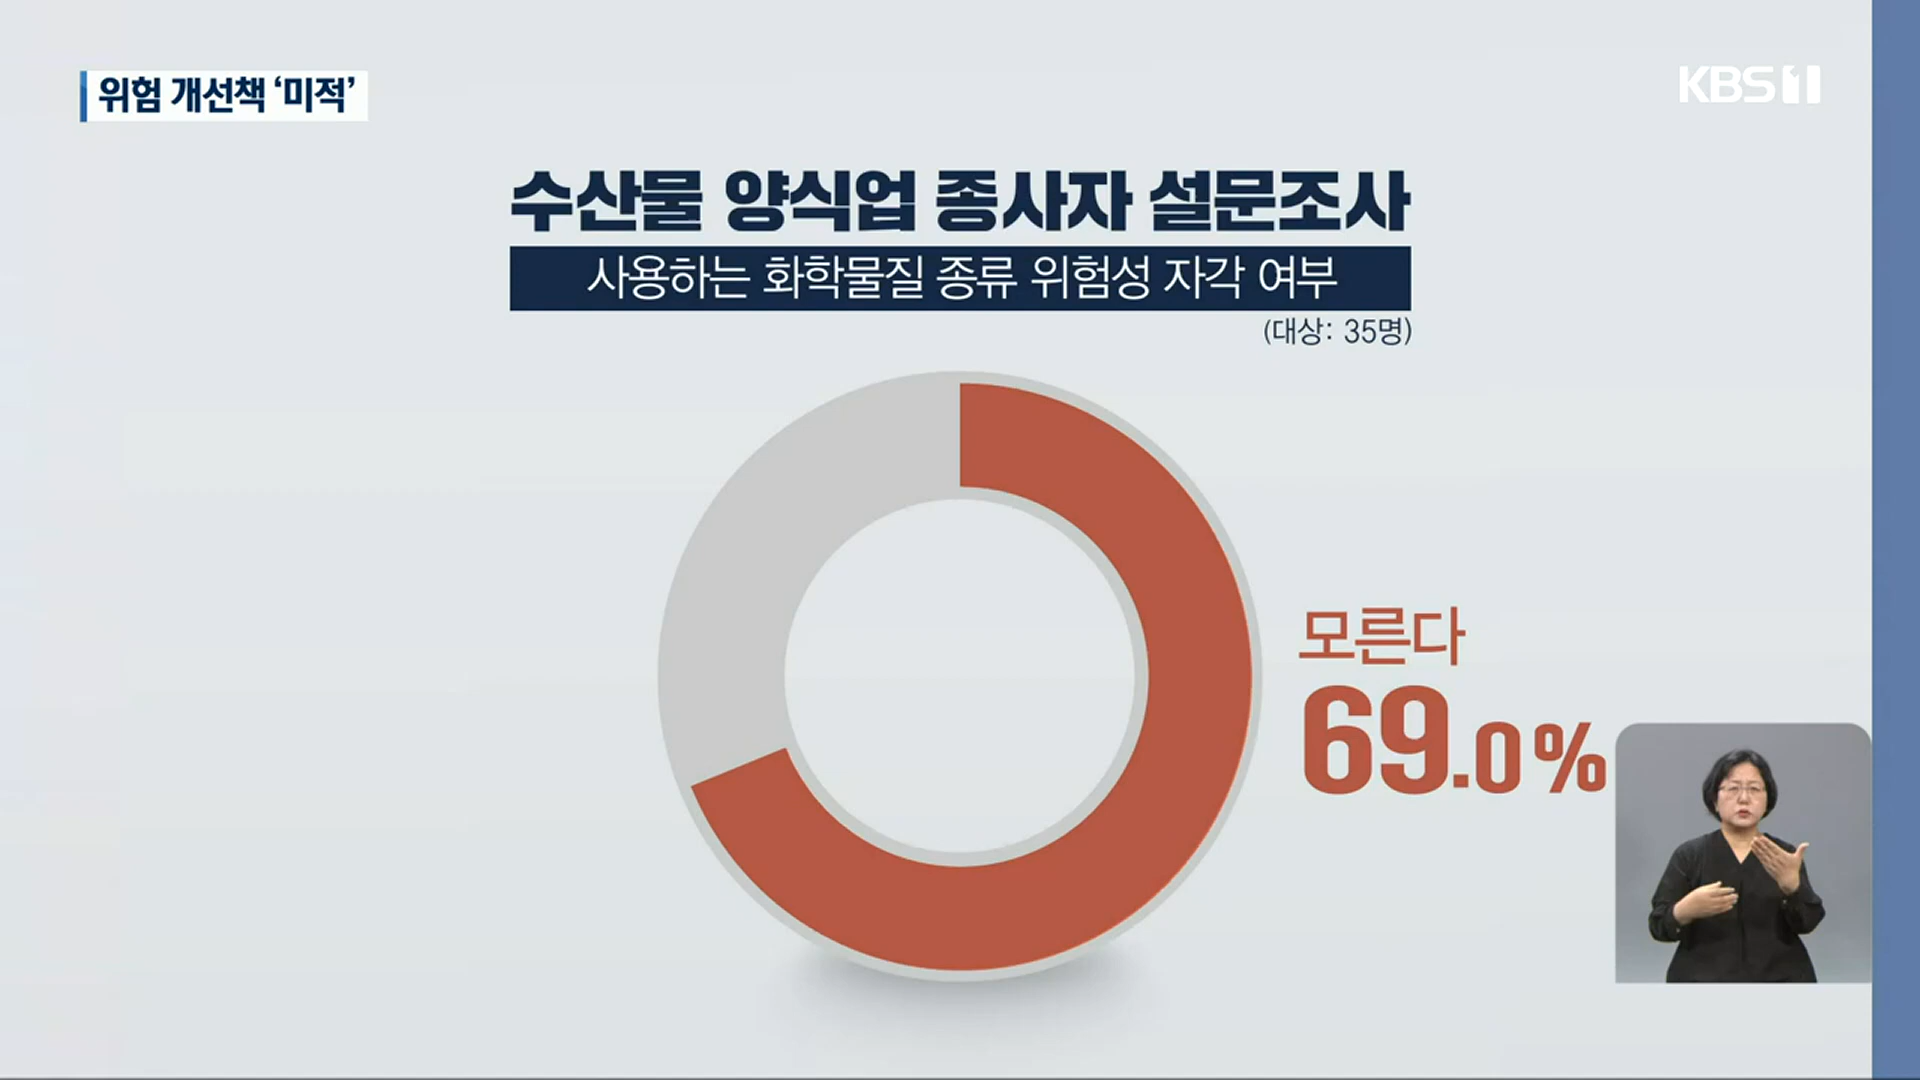 위험 개선책 ‘미적’
KBS 1
수산물 양식업 종사자 설문조사
사용하는 화학물질 종류 위험성 자각 여부
(대상: 35명)
모른다
69.0%